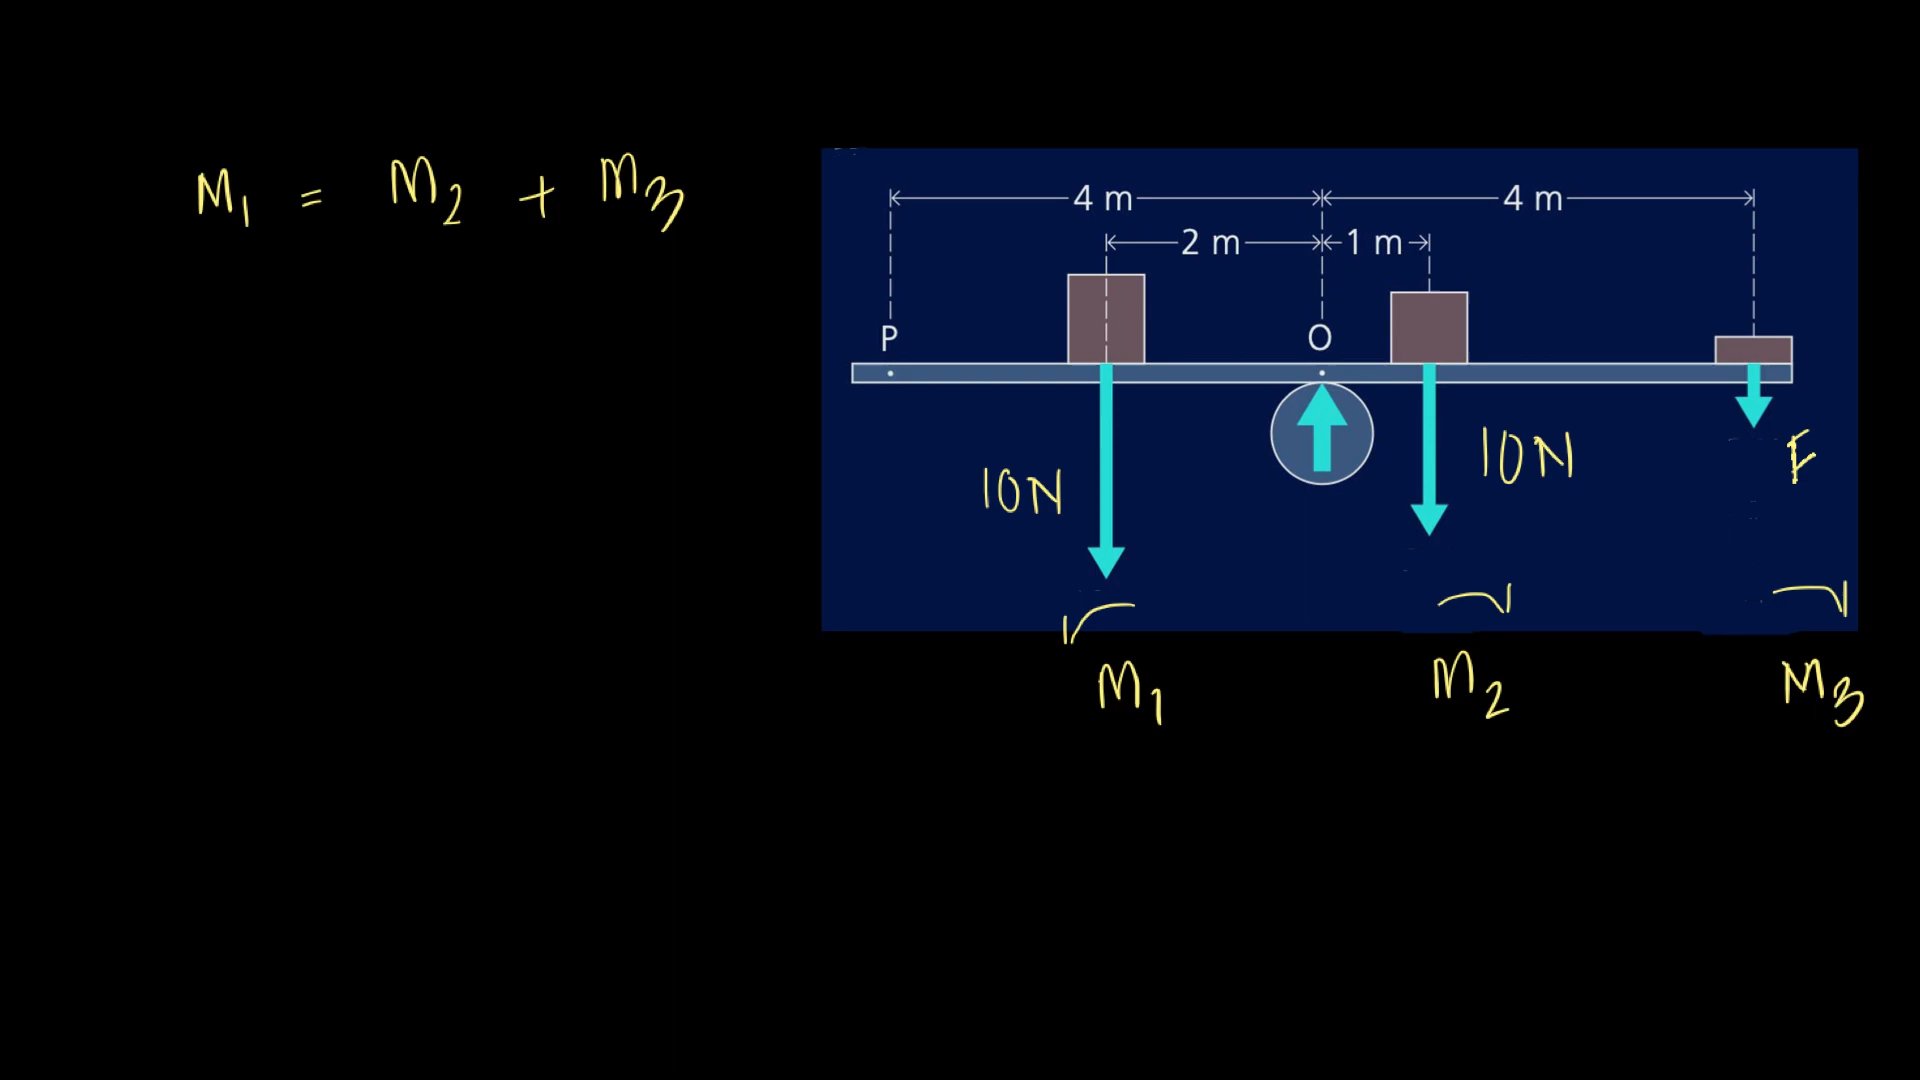 M₁ = M₂ + M₃
4 m 4 m
2 m 1 m
P O
10N 10N F
M₁ M₂ M₃